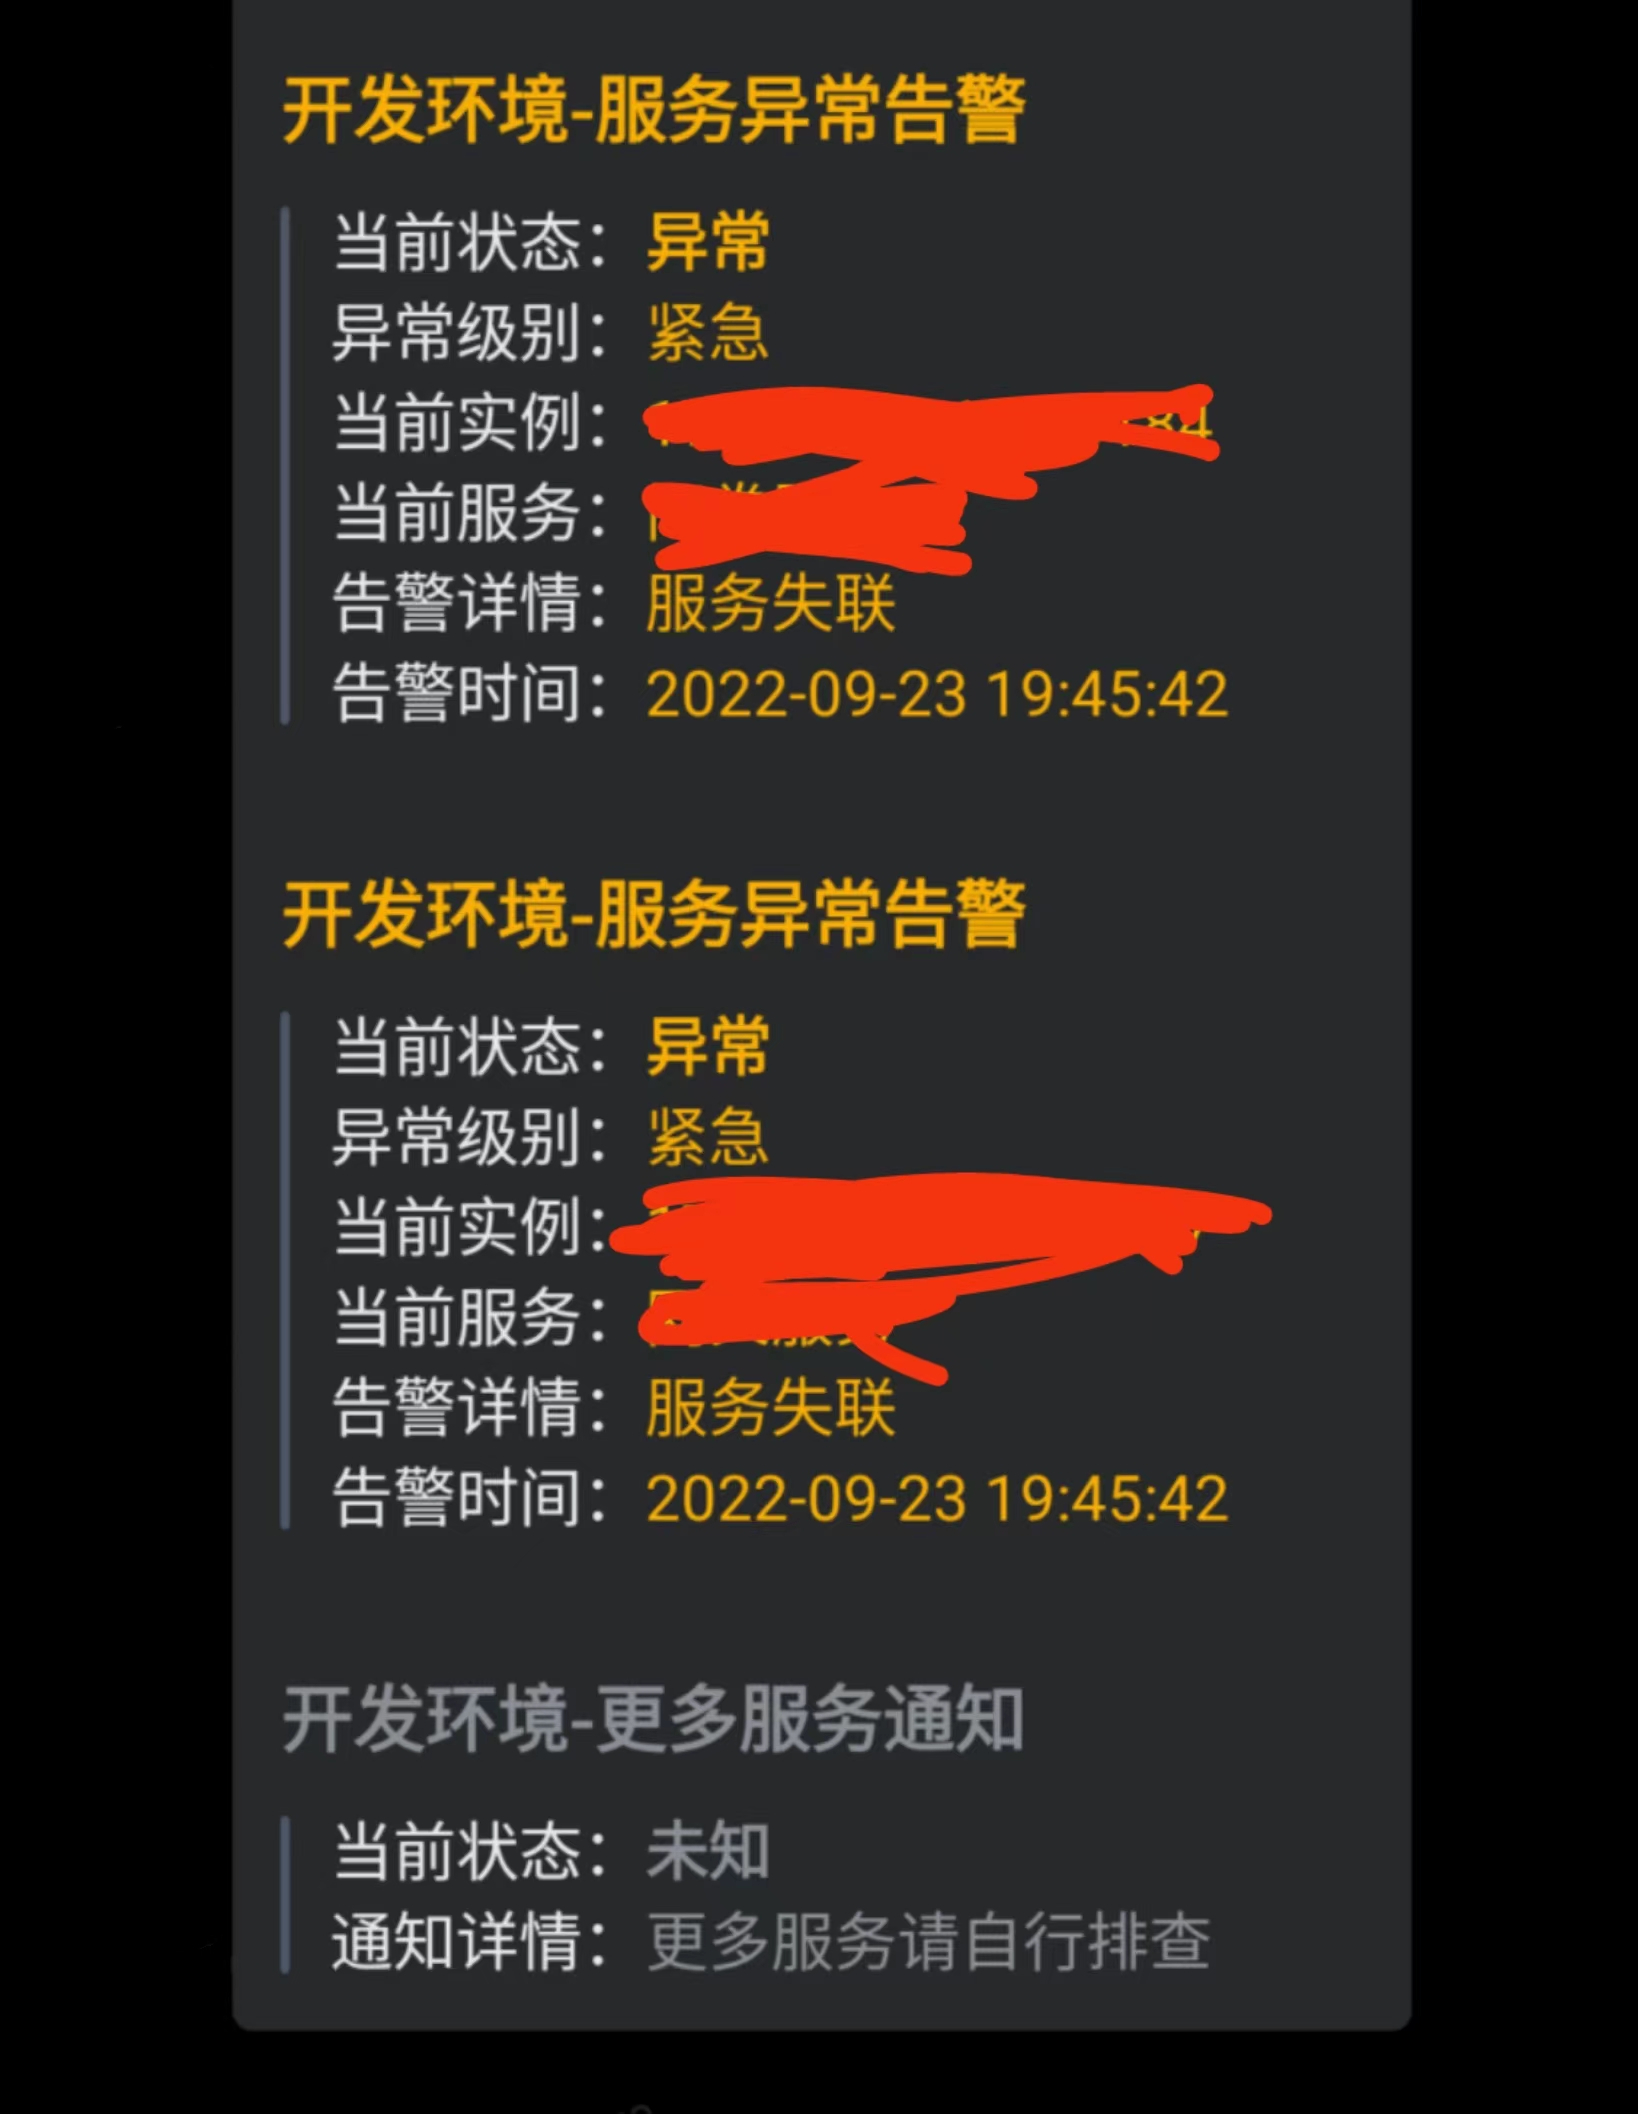 开发环境-服务异常告警
当前状态：异常
异常级别：紧急
当前实例：
当前服务：
告警详情：服务失联
告警时间：2022-09-23 19:45:42
开发环境-服务异常告警
当前状态：异常
异常级别：紧急
当前实例：
当前服务：
告警详情：服务失联
告警时间：2022-09-23 19:45:42
开发环境-更多服务通知
当前状态：未知
通知详情：更多服务请自行排查